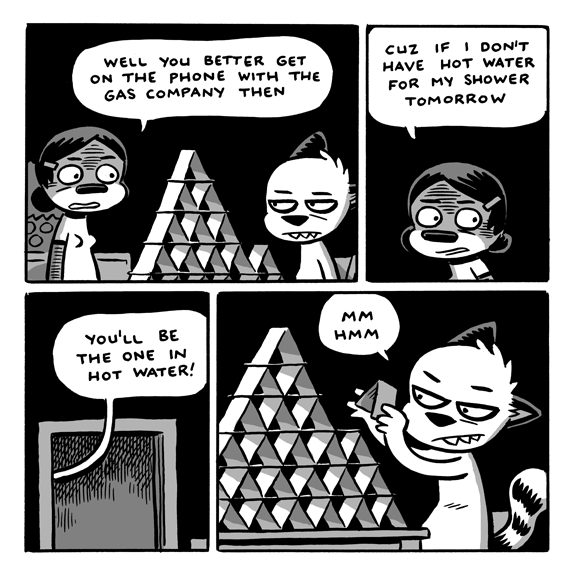 WELL YOU BETTER GET
ON THE PHONE WITH THE
GAS COMPANY THEN
CUZ IF I DON'T
HAVE HOT WATER
FOR MY SHOWER
TOMORROW
YOU'LL BE
THE ONE IN
HOT WATER!
MM
HMM